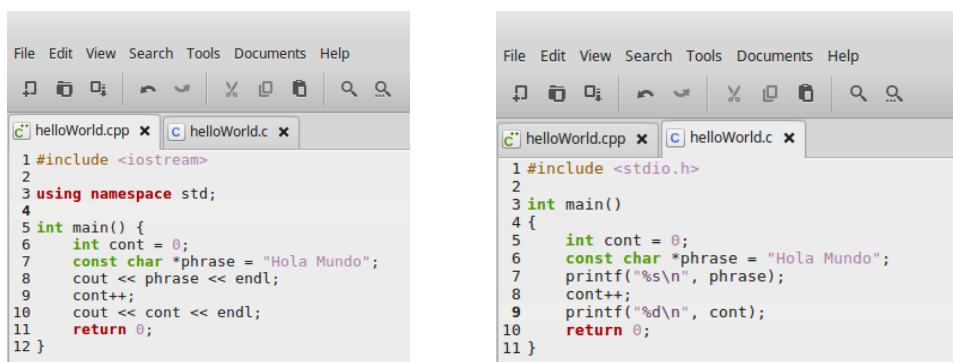 File Edit View Search Tools Documents Help
helloWorld.cpp × helloWorld.c ×
1 #include <iostream>
2
3 using namespace std;
4
5 int main() {
6     int cont = 0;
7     const char *phrase = "Hola Mundo";
8     cout << phrase << endl;
9     cont++;
10     cout << cont << endl;
11     return 0;
12 }
File Edit View Search Tools Documents Help
helloWorld.cpp × helloWorld.c ×
1 #include <stdio.h>
2
3 int main()
4 {
5     int cont = 0;
6     const char *phrase = "Hola Mundo";
7     printf("%s\n", phrase);
8     cont++;
9     printf("%d\n", cont);
10     return 0;
11 }